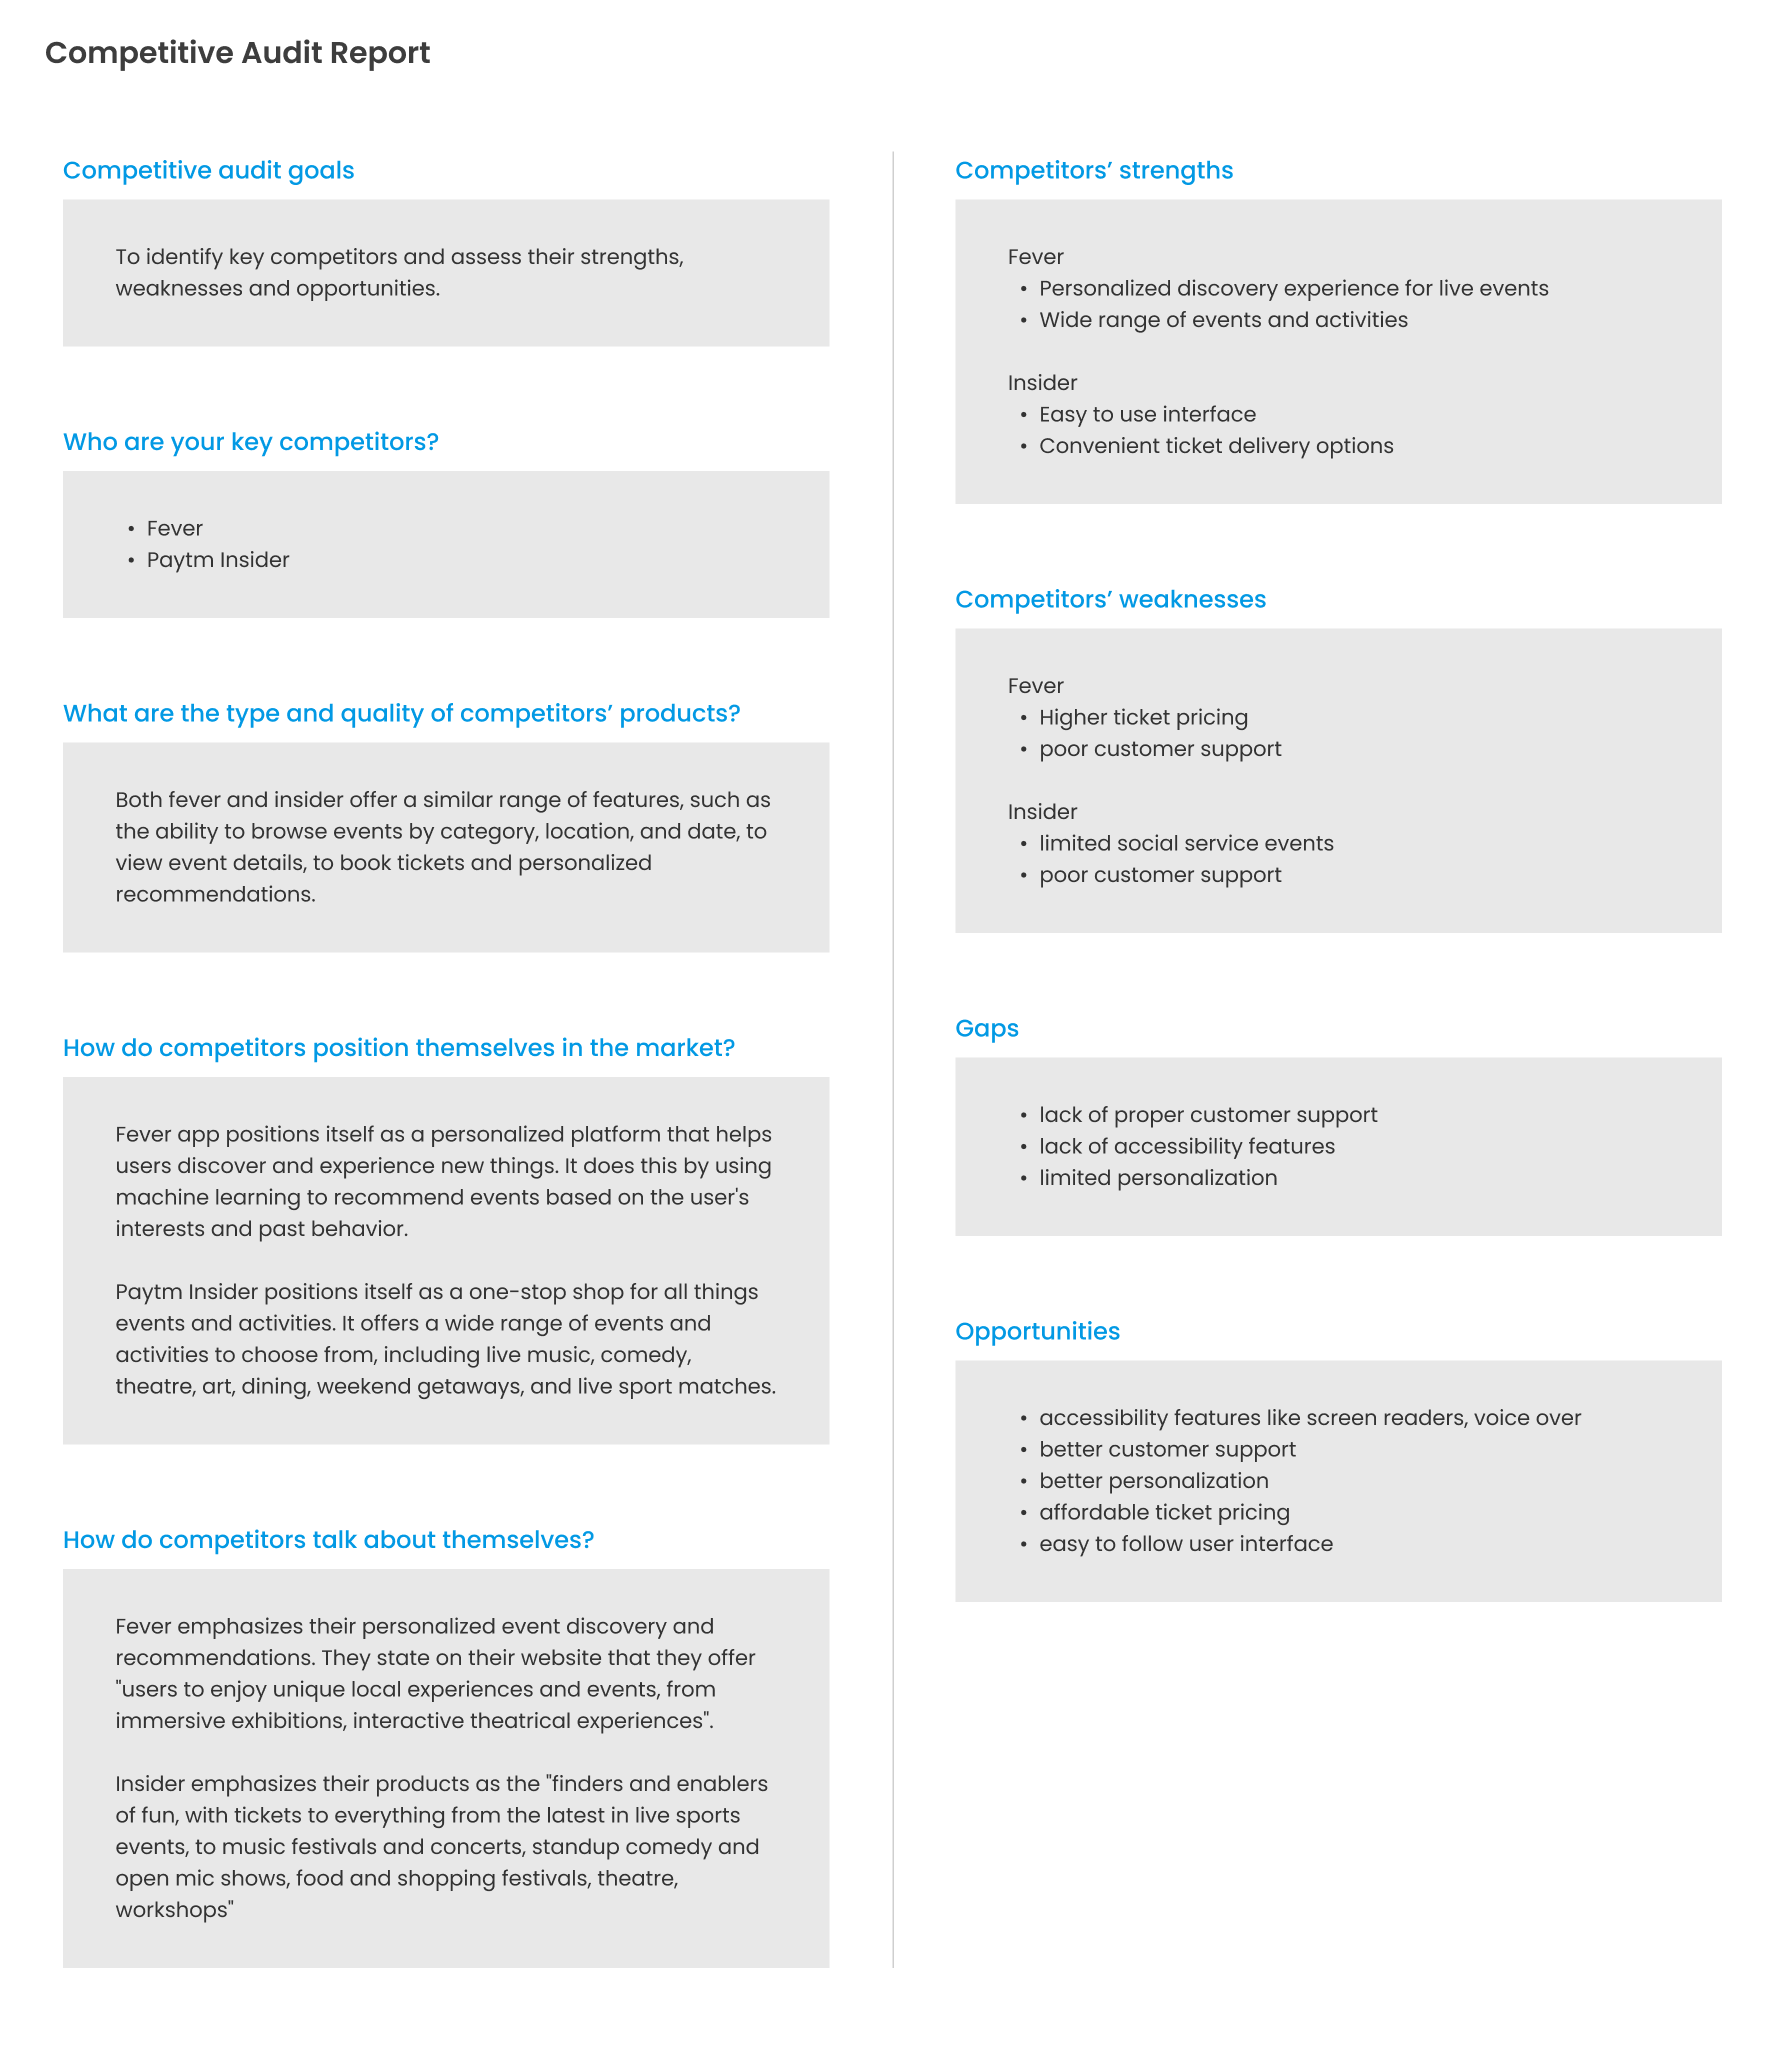 Competitive Audit Report
Competitive audit goals
To identify key competitors and assess their strengths,
weaknesses and opportunities.
Who are your key competitors?
• Fever
• Paytm Insider
What are the type and quality of competitors’ products?
Both fever and insider offer a similar range of features, such as
the ability to browse events by category, location, and date, to
view event details, to book tickets and personalized
recommendations.
How do competitors position themselves in the market?
Fever app positions itself as a personalized platform that helps
users discover and experience new things. It does this by using
machine learning to recommend events based on the user's
interests and past behavior.
Paytm Insider positions itself as a one-stop shop for all things
events and activities. It offers a wide range of events and
activities to choose from, including live music, comedy,
theatre, art, dining, weekend getaways, and live sport matches.
How do competitors talk about themselves?
Fever emphasizes their personalized event discovery and
recommendations. They state on their website that they offer
"users to enjoy unique local experiences and events, from
immersive exhibitions, interactive theatrical experiences".
Insider emphasizes their products as the "finders and enablers
of fun, with tickets to everything from the latest in live sports
events, to music festivals and concerts, standup comedy and
open mic shows, food and shopping festivals, theatre,
workshops"
Competitors’ strengths
Fever
• Personalized discovery experience for live events
• Wide range of events and activities
Insider
• Easy to use interface
• Convenient ticket delivery options
Competitors’ weaknesses
Fever
• Higher ticket pricing
• poor customer support
Insider
• limited social service events
• poor customer support
Gaps
• lack of proper customer support
• lack of accessibility features
• limited personalization
Opportunities
• accessibility features like screen readers, voice over
• better customer support
• better personalization
• affordable ticket pricing
• easy to follow user interface